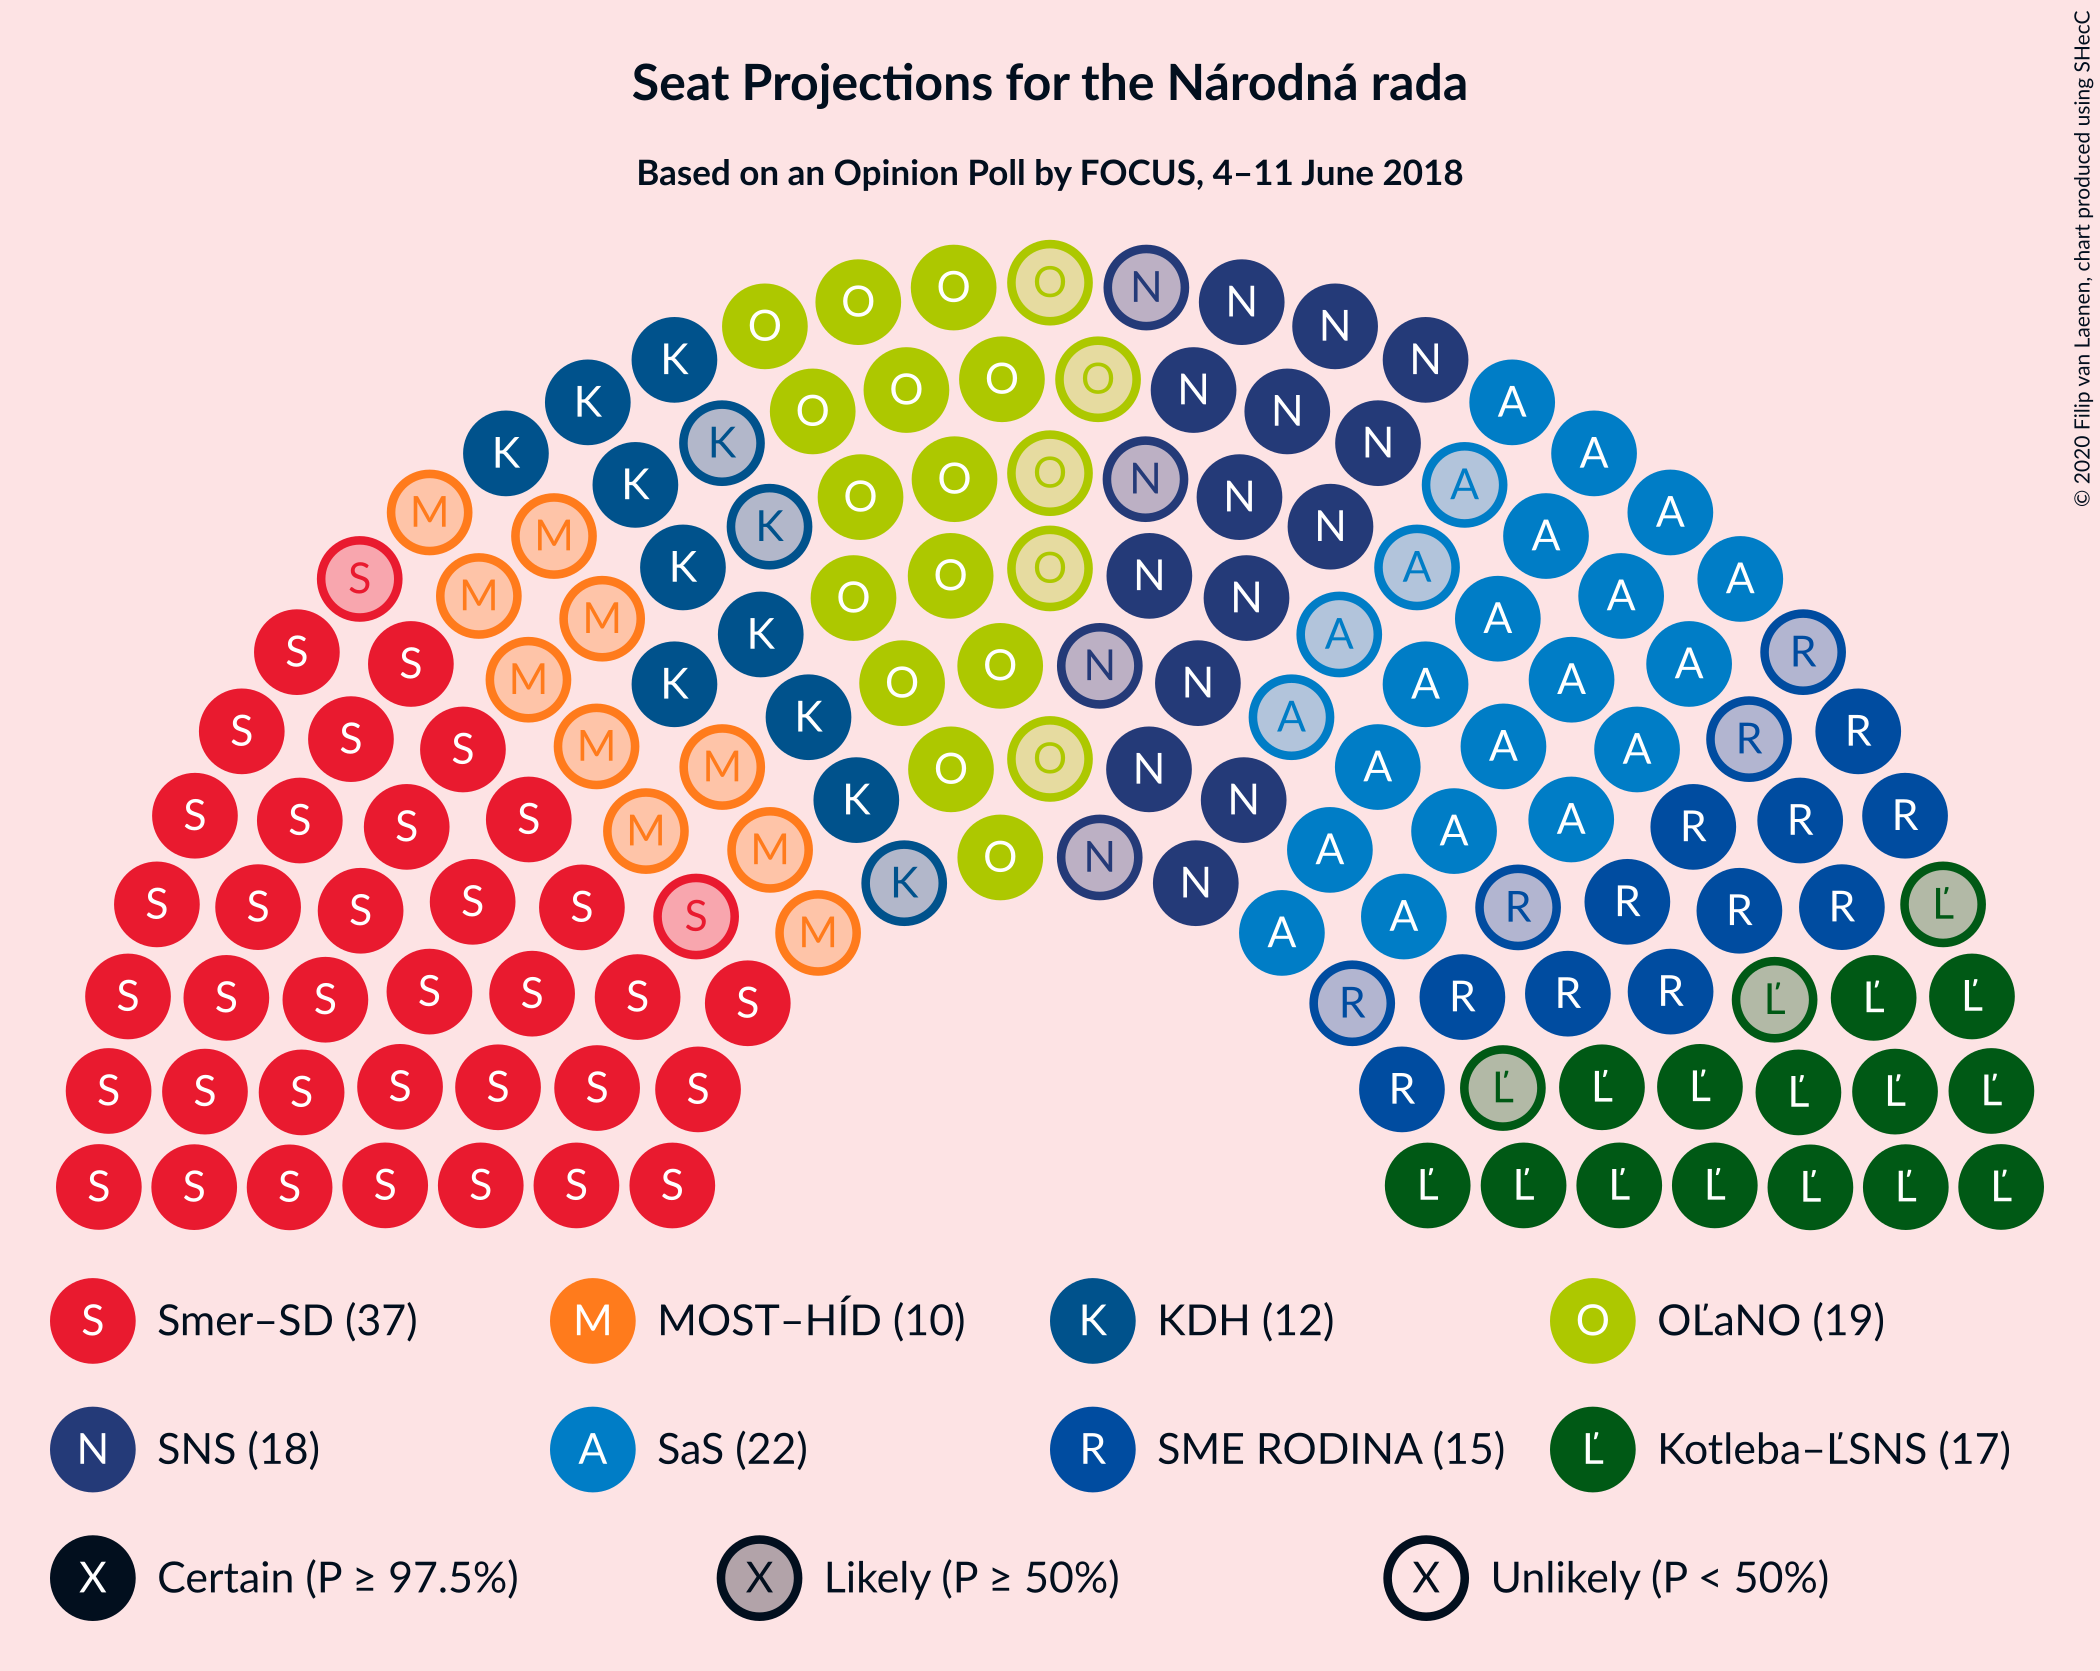 Seat Projections for the Národná rada
Based on an Opinion Poll by FOCUS, 4–11 June 2018
© 2020 Filip van Laenen, chart produced using SHecC
O O O O N N N N
K K K O O O O N N N A A
K K O O O N N N A A
M M K K O O O N N A A A
S M M K K O O N N A A A A
S S M K O O N N A A A A R
S S S M M K O O N N A A A A R R
S S S S M M K O N N A A A R R R
S S S S S S M K A A R R R R Ľ
S S S S S S S R R R R Ľ Ľ Ľ
S S S S S S S R Ľ Ľ Ľ Ľ Ľ Ľ
S S S S S S S Ľ Ľ Ľ Ľ Ľ Ľ Ľ
S Smer–SD (37) M MOST–HÍD (10) K KDH (12) O OĽaNO (19)
N SNS (18) A SaS (22) R SME RODINA (15) Ľ Kotleba–ĽSNS (17)
X Certain (P ≥ 97.5%) X Likely (P ≥ 50%) X Unlikely (P < 50%)